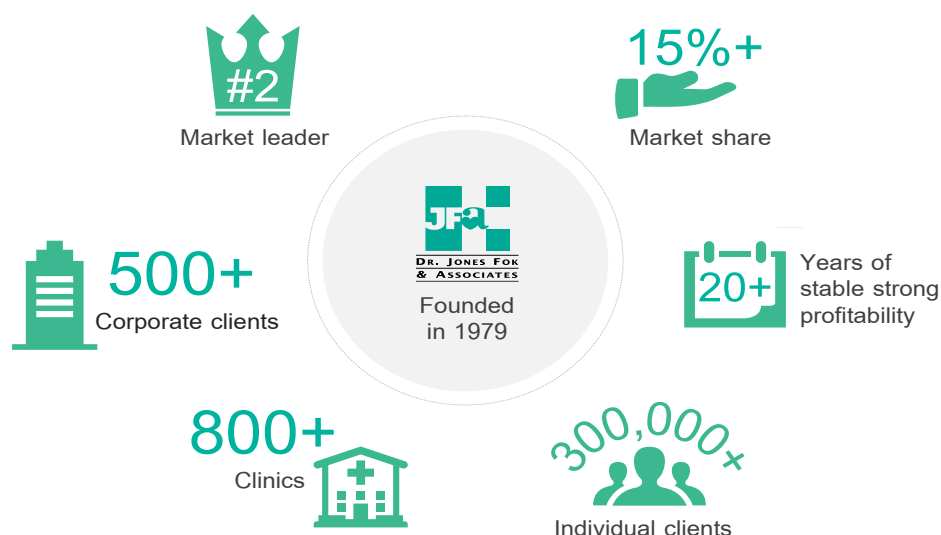 #2
Market leader
15%+
Market share
500+
Corporate clients
JFa
DR. JONES FOK
& ASSOCIATES
Founded
in 1979
20+
Years of
stable strong
profitability
800+
Clinics
300,000+
Individual clients